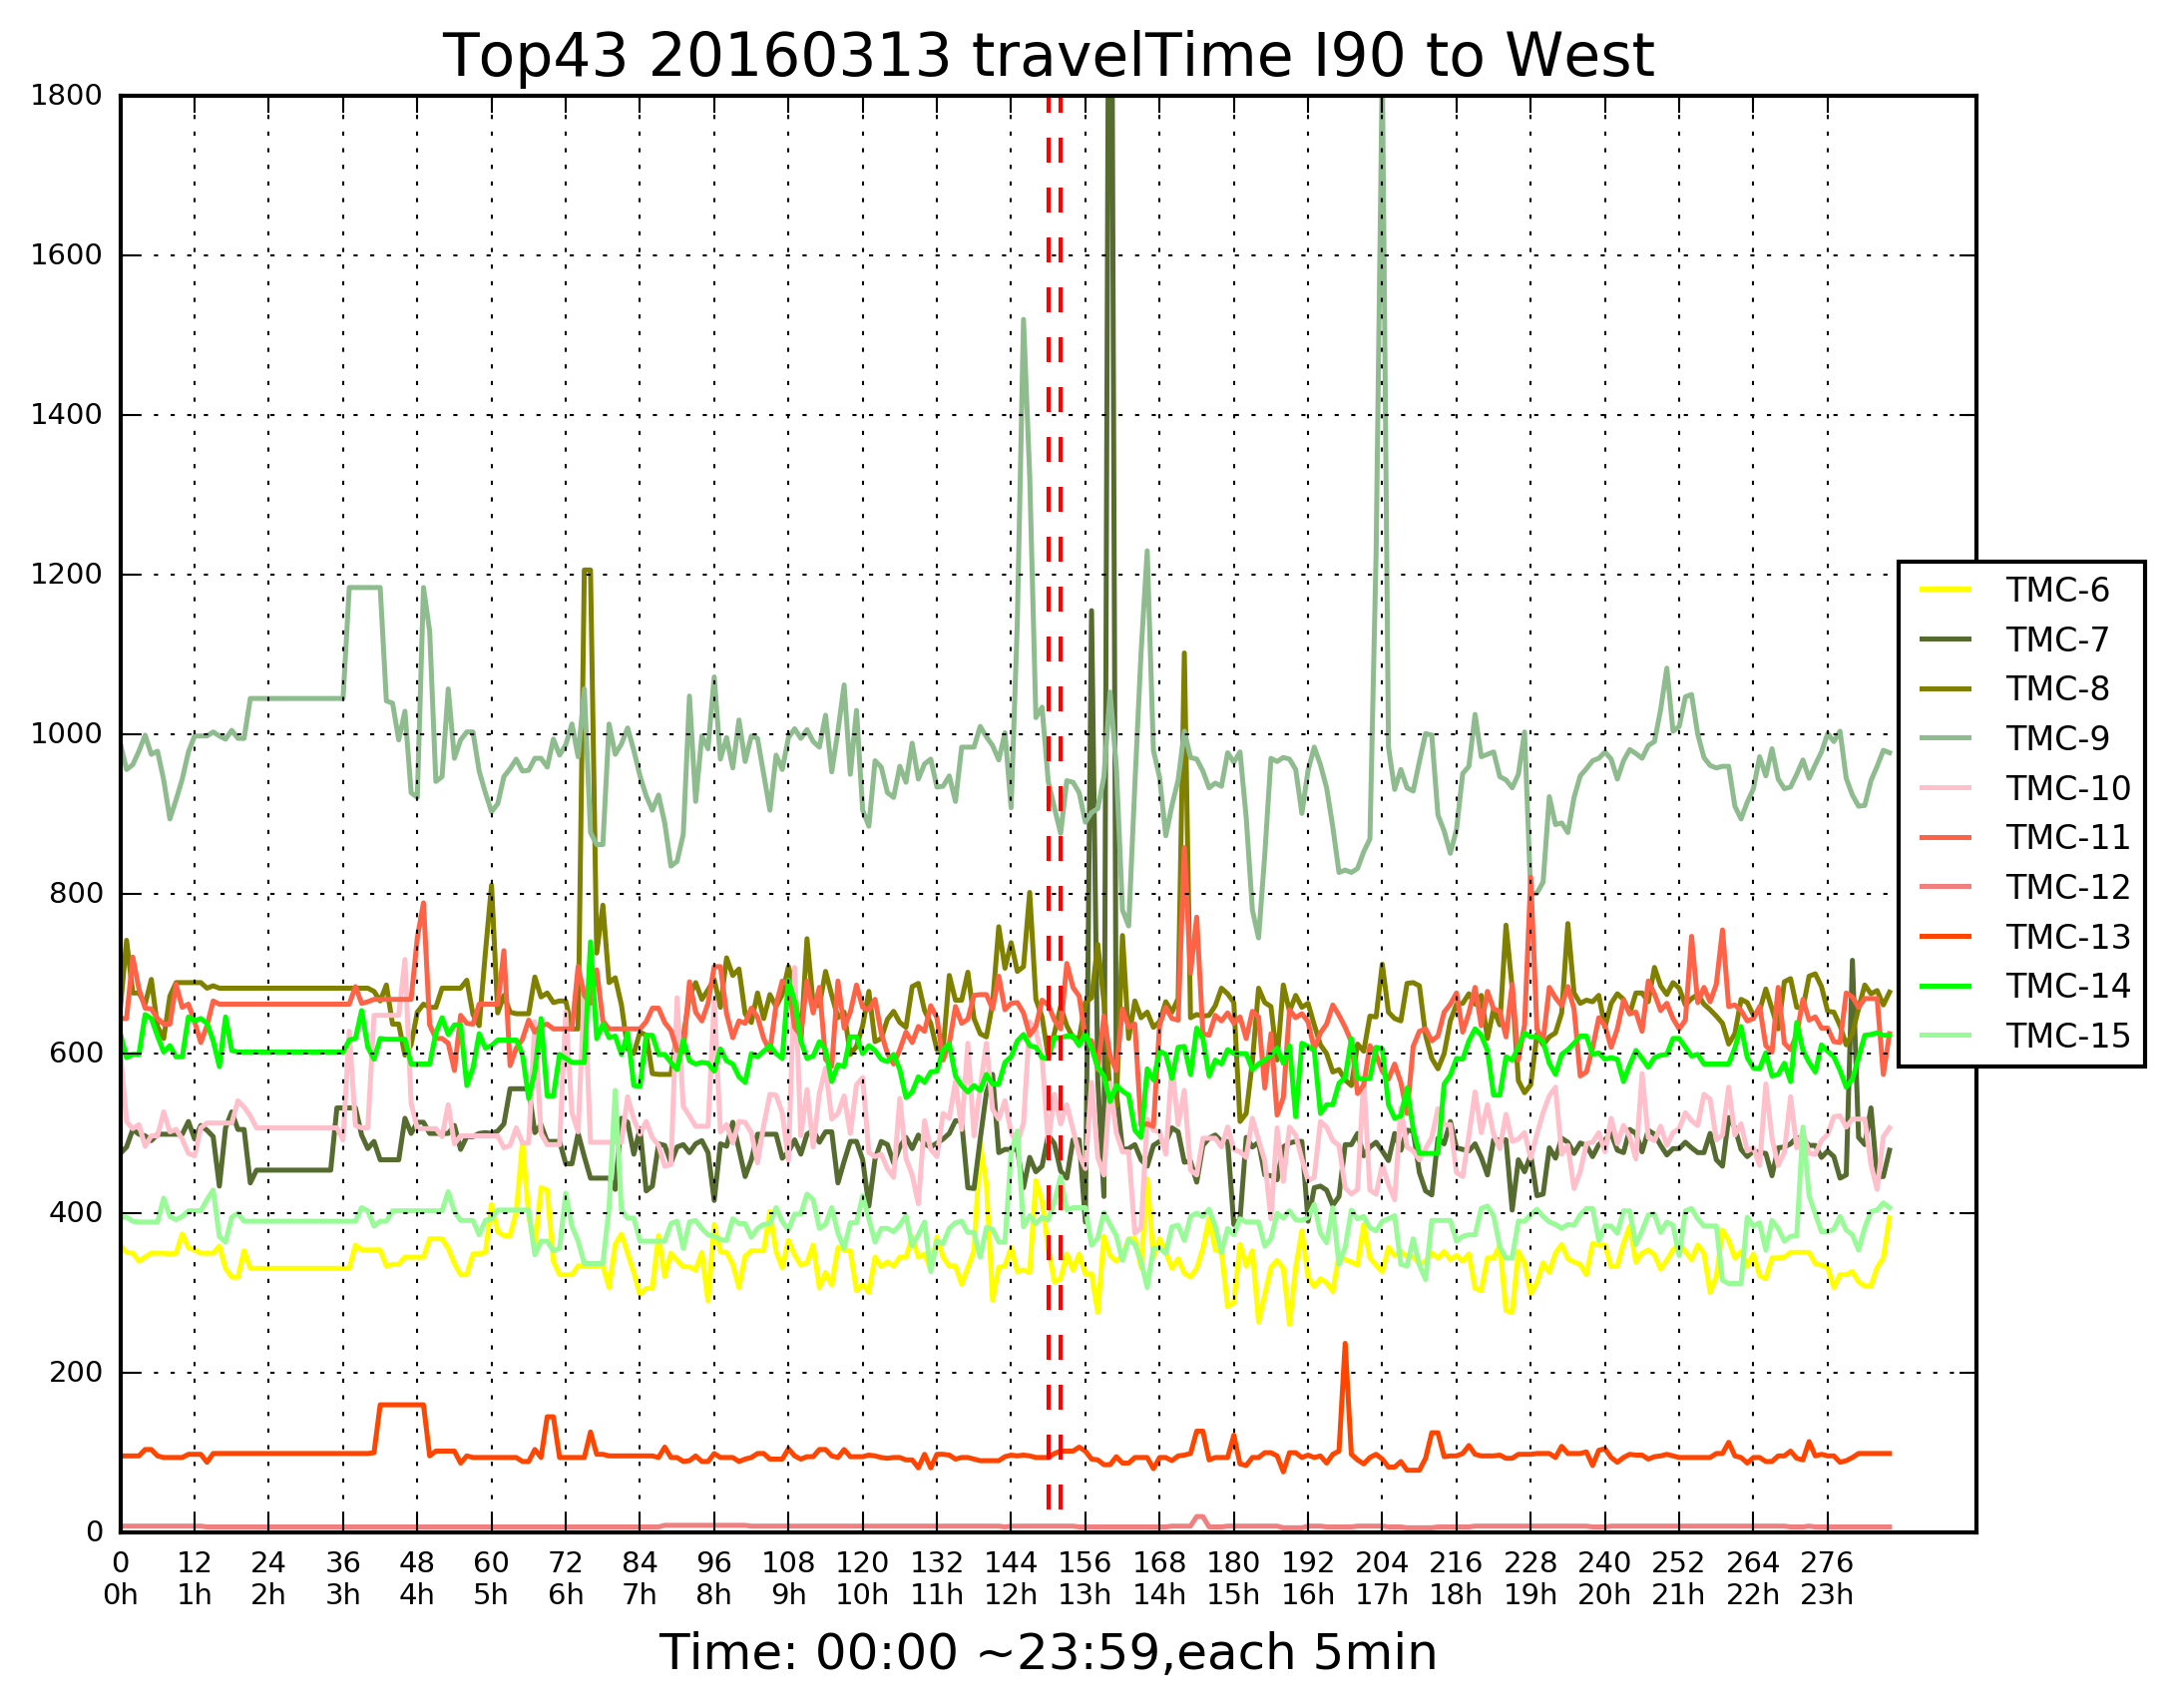 Top43 20160313 travelTime I90 to West
1800
1600
1400
1200
1000
800
600
400
200
0
TMC-6
TMC-7
TMC-8
TMC-9
TMC-10
TMC-11
TMC-12
TMC-13
TMC-14
TMC-15
0 12 24 36 48 60 72 84 96 108 120 132 144 156 168 180 192 204 216 228 240 252 264 276
0h 1h 2h 3h 4h 5h 6h 7h 8h 9h 10h 11h 12h 13h 14h 15h 16h 17h 18h 19h 20h 21h 22h 23h
Time: 00:00 ~23:59,each 5min